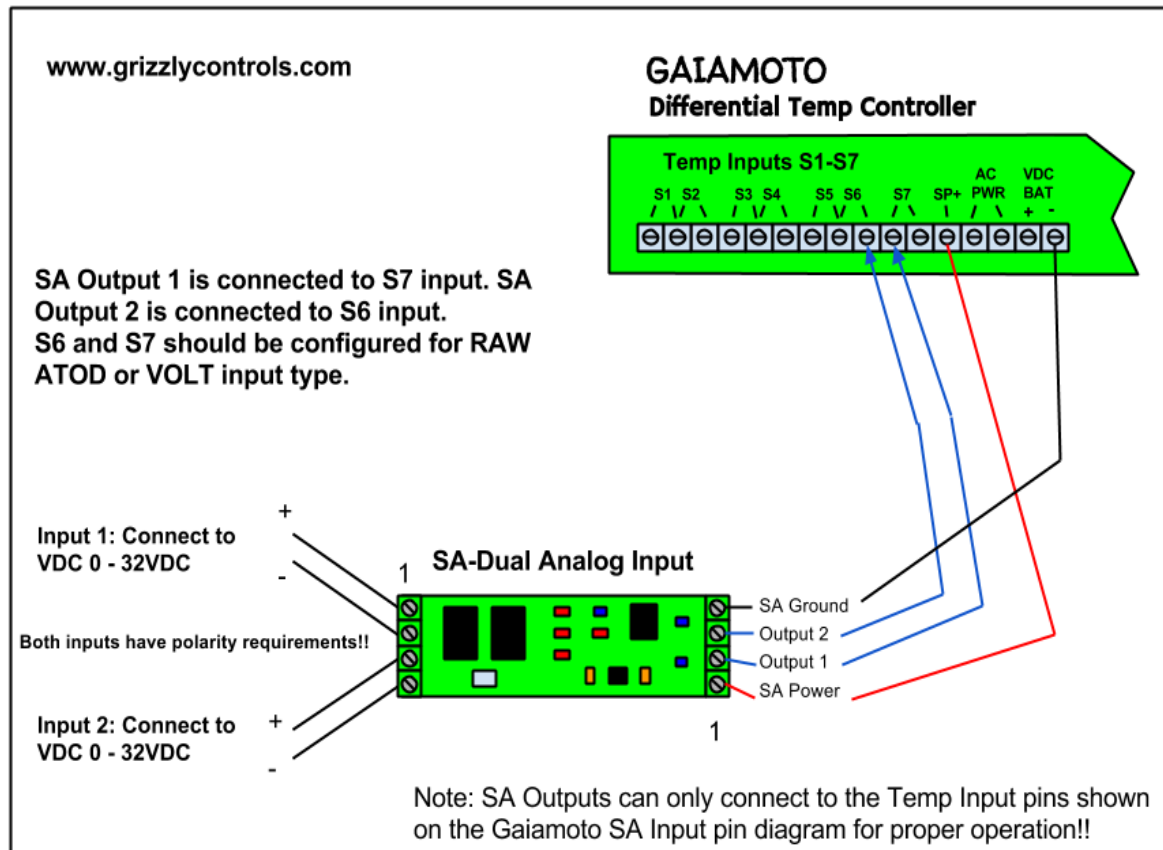 www.grizzlycontrols.com
GAIAMOTO
Differential Temp Controller
Temp Inputs S1-S7
AC PWR
VDC BAT
S1 S2 S3 S4 S5 S6 S7 SP+
+ -
SA Output 1 is connected to S7 input. SA
Output 2 is connected to S6 input.
S6 and S7 should be configured for RAW
ATOD or VOLT input type.
+
Input 1: Connect to
VDC 0 - 32VDC
-
SA-Dual Analog Input
1
SA Ground
Output 2
Output 1
SA Power
Both inputs have polarity requirements!!
+
Input 2: Connect to
VDC 0 - 32VDC
-
1
Note: SA Outputs can only connect to the Temp Input pins shown
on the Gaiamoto SA Input pin diagram for proper operation!!